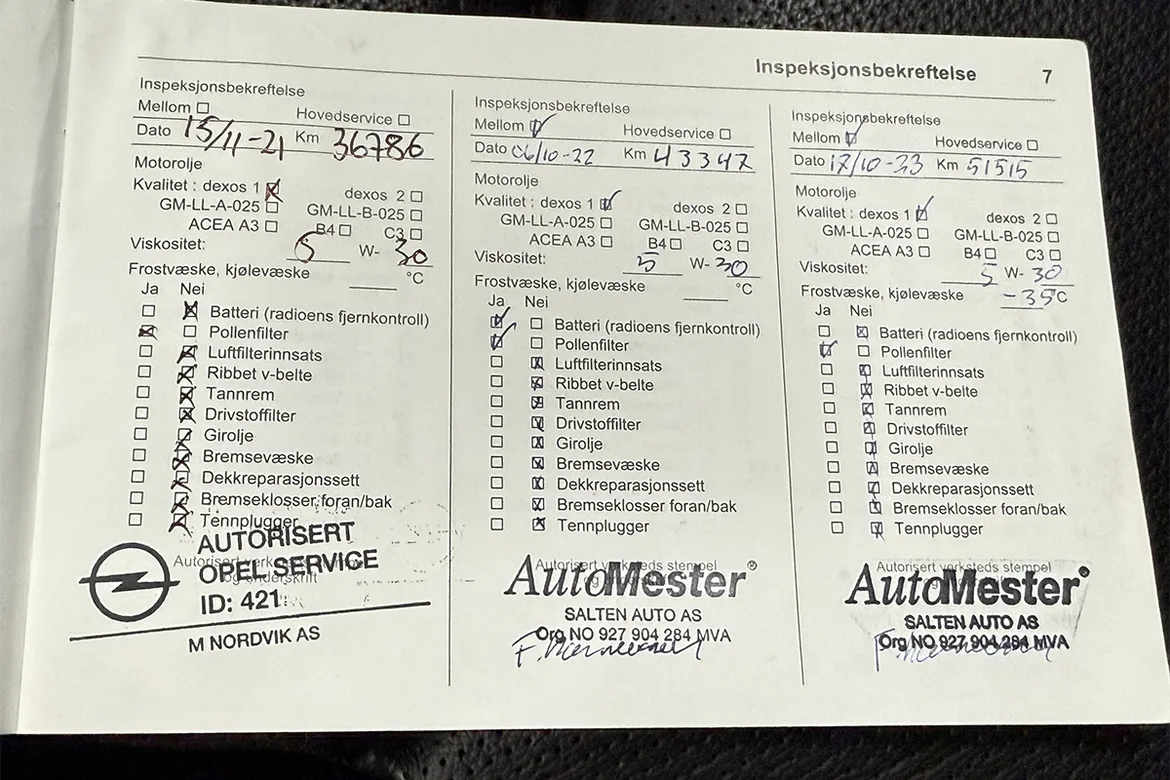 Inspeksjonsbekreftelse 7
Inspeksjonsbekreftelse
Mellom ☐ Hovedservice ☐
Dato 15/11-21 Km 36786
Motorolje
Kvalitet : dexos 1 ☒ dexos 2 ☐
GM-LL-A-025 ☐ GM-LL-B-025 ☐
ACEA A3 ☐ B4 ☐ C3 ☐
Viskositet: 5 W- 30
Frostvæske, kjølevæske ____ °C
Ja Nei
☐ ☒ Batteri (radioens fjernkontroll)
☒ ☐ Pollenfilter
☐ ☒ Luftfilterinnsats
☐ ☒ Ribbet v-belte
☐ ☒ Tannrem
☐ ☒ Drivstoffilter
☐ ☒ Girolje
☐ ☒ Bremsevæske
☐ ☒ Dekkreparasjonssett
☐ ☒ Bremseklosser foran/bak
☐ ☒ Tennplugger
AUTORISERT
OPEL SERVICE
ID: 421
M NORDVIK AS
Inspeksjonsbekreftelse
Mellom ☑ Hovedservice ☐
Dato 06/10-22 Km 43347
Motorolje
Kvalitet : dexos 1 ☑ dexos 2 ☐
GM-LL-A-025 ☐ GM-LL-B-025 ☐
ACEA A3 ☐ B4 ☐ C3 ☐
Viskositet: 5 W- 30
Frostvæske, kjølevæske ____ °C
Ja Nei
☑ ☐ Batteri (radioens fjernkontroll)
☑ ☐ Pollenfilter
☐ ☒ Luftfilterinnsats
☐ ☒ Ribbet v-belte
☐ ☒ Tannrem
☐ ☒ Drivstoffilter
☐ ☒ Girolje
☐ ☒ Bremsevæske
☐ ☒ Dekkreparasjonssett
☐ ☒ Bremseklosser foran/bak
☐ ☒ Tennplugger
Autorisert verksteds stempel
AutoMester®
SALTEN AUTO AS
Org NO 927 904 284 MVA
Inspeksjonsbekreftelse
Mellom ☑ Hovedservice ☐
Dato 17/10-23 Km 51515
Motorolje
Kvalitet : dexos 1 ☑ dexos 2 ☐
GM-LL-A-025 ☐ GM-LL-B-025 ☐
ACEA A3 ☐ B4 ☐ C3 ☐
Viskositet: 5 W- 30
Frostvæske, kjølevæske -35°C
Ja Nei
☐ ☒ Batteri (radioens fjernkontroll)
☑ ☐ Pollenfilter
☐ ☒ Luftfilterinnsats
☐ ☒ Ribbet v-belte
☐ ☒ Tannrem
☐ ☒ Drivstoffilter
☐ ☒ Girolje
☐ ☒ Bremsevæske
☐ ☒ Dekkreparasjonssett
☐ ☒ Bremseklosser foran/bak
☐ ☒ Tennplugger
Autorisert verksteds stempel
AutoMester®
SALTEN AUTO AS
Org NO 927 904 284 MVA